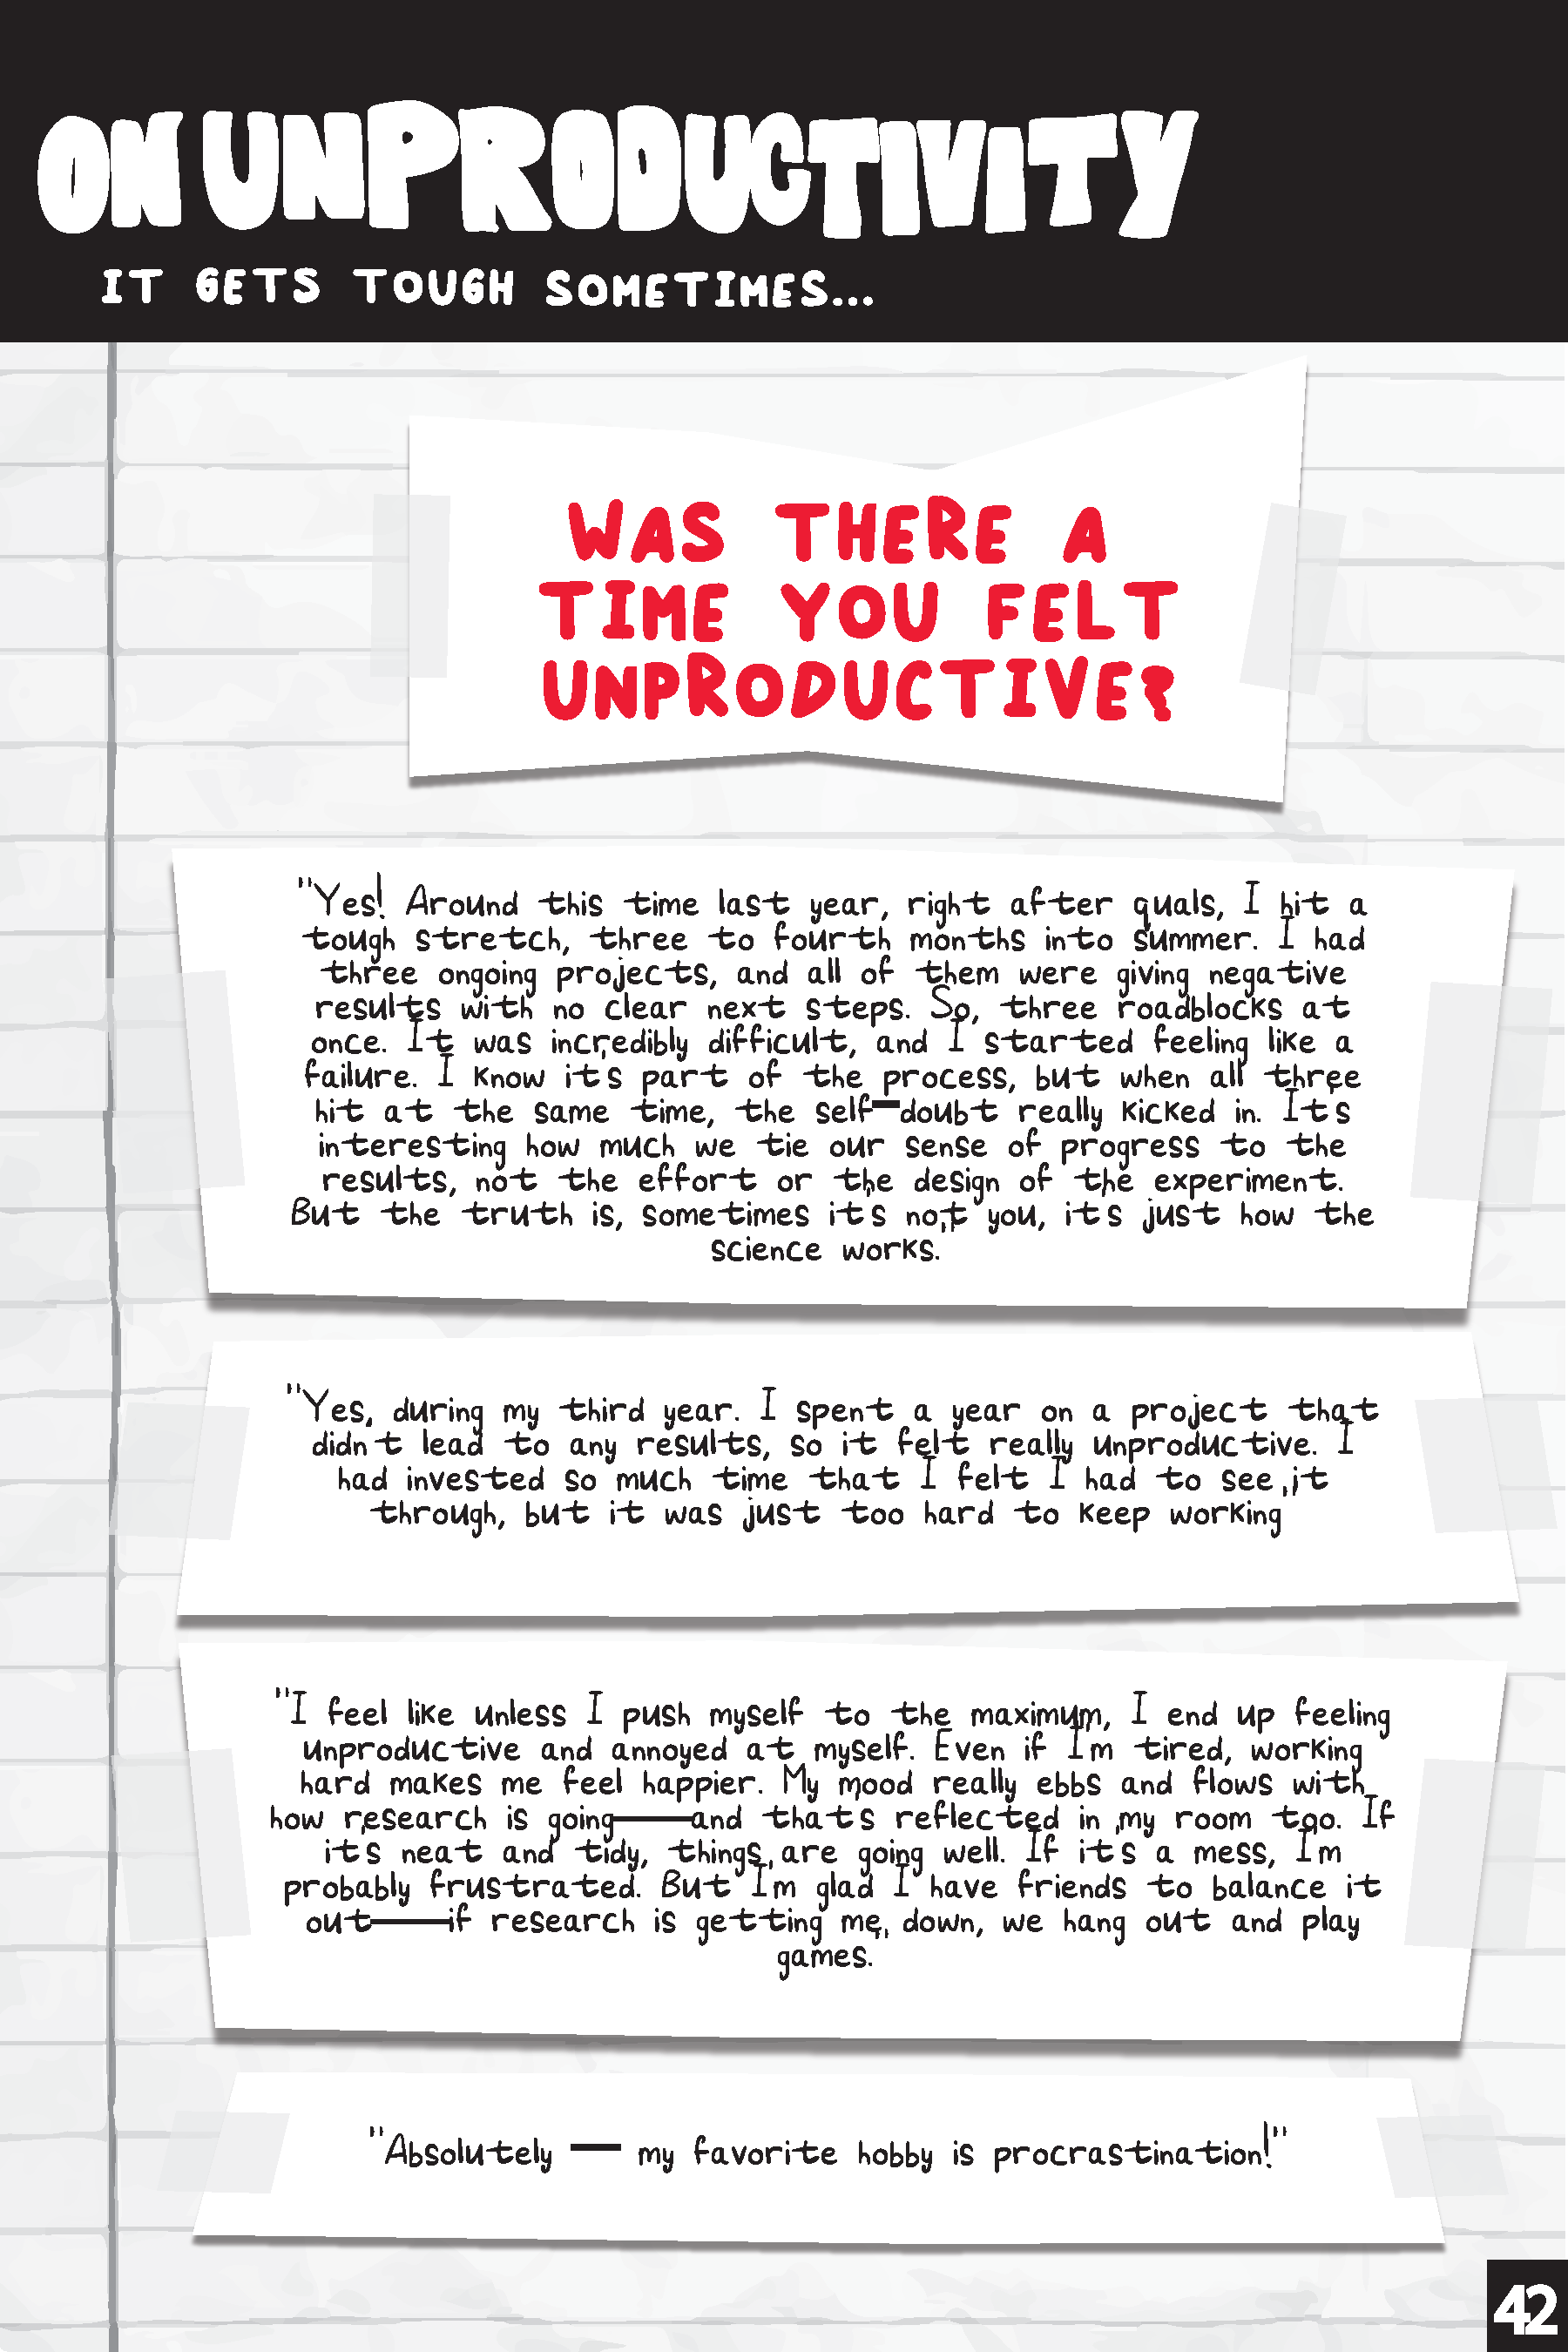 ON UNPRODUCTIVITY
IT GETS TOUGH SOMETIMES...
WAS THERE A
TIME YOU FELT
UNPRODUCTIVE?
"Yes! Around this time last year, right after quals, I hit a
tough stretch, three to fourth months into summer. I had
three ongoing projects, and all of them were giving negative
results with no clear next steps. So, three roadblocks at
once. It was incredibly difficult, and I started feeling like a
failure. I know it's part of the process, but when all three
hit at the same time, the self-doubt really kicked in. It's
interesting how much we tie our sense of progress to the
results, not the effort or the design of the experiment.
But the truth is, sometimes it's not you, it's just how the
science works."
"Yes, during my third year. I spent a year on a project that
didn't lead to any results, so it felt really unproductive. I
had invested so much time that I felt I had to see it
through, but it was just too hard to keep working"
"I feel like unless I push myself to the maximum, I end up feeling
unproductive and annoyed at myself. Even if I'm tired, working
hard makes me feel happier. My mood really ebbs and flows with
how research is going—and that's reflected in my room too. If
it's neat and tidy, things are going well. If it's a mess, I'm
probably frustrated. But I'm glad I have friends to balance it
out—if research is getting me down, we hang out and play
games."
"Absolutely — my favorite hobby is procrastination!"
42